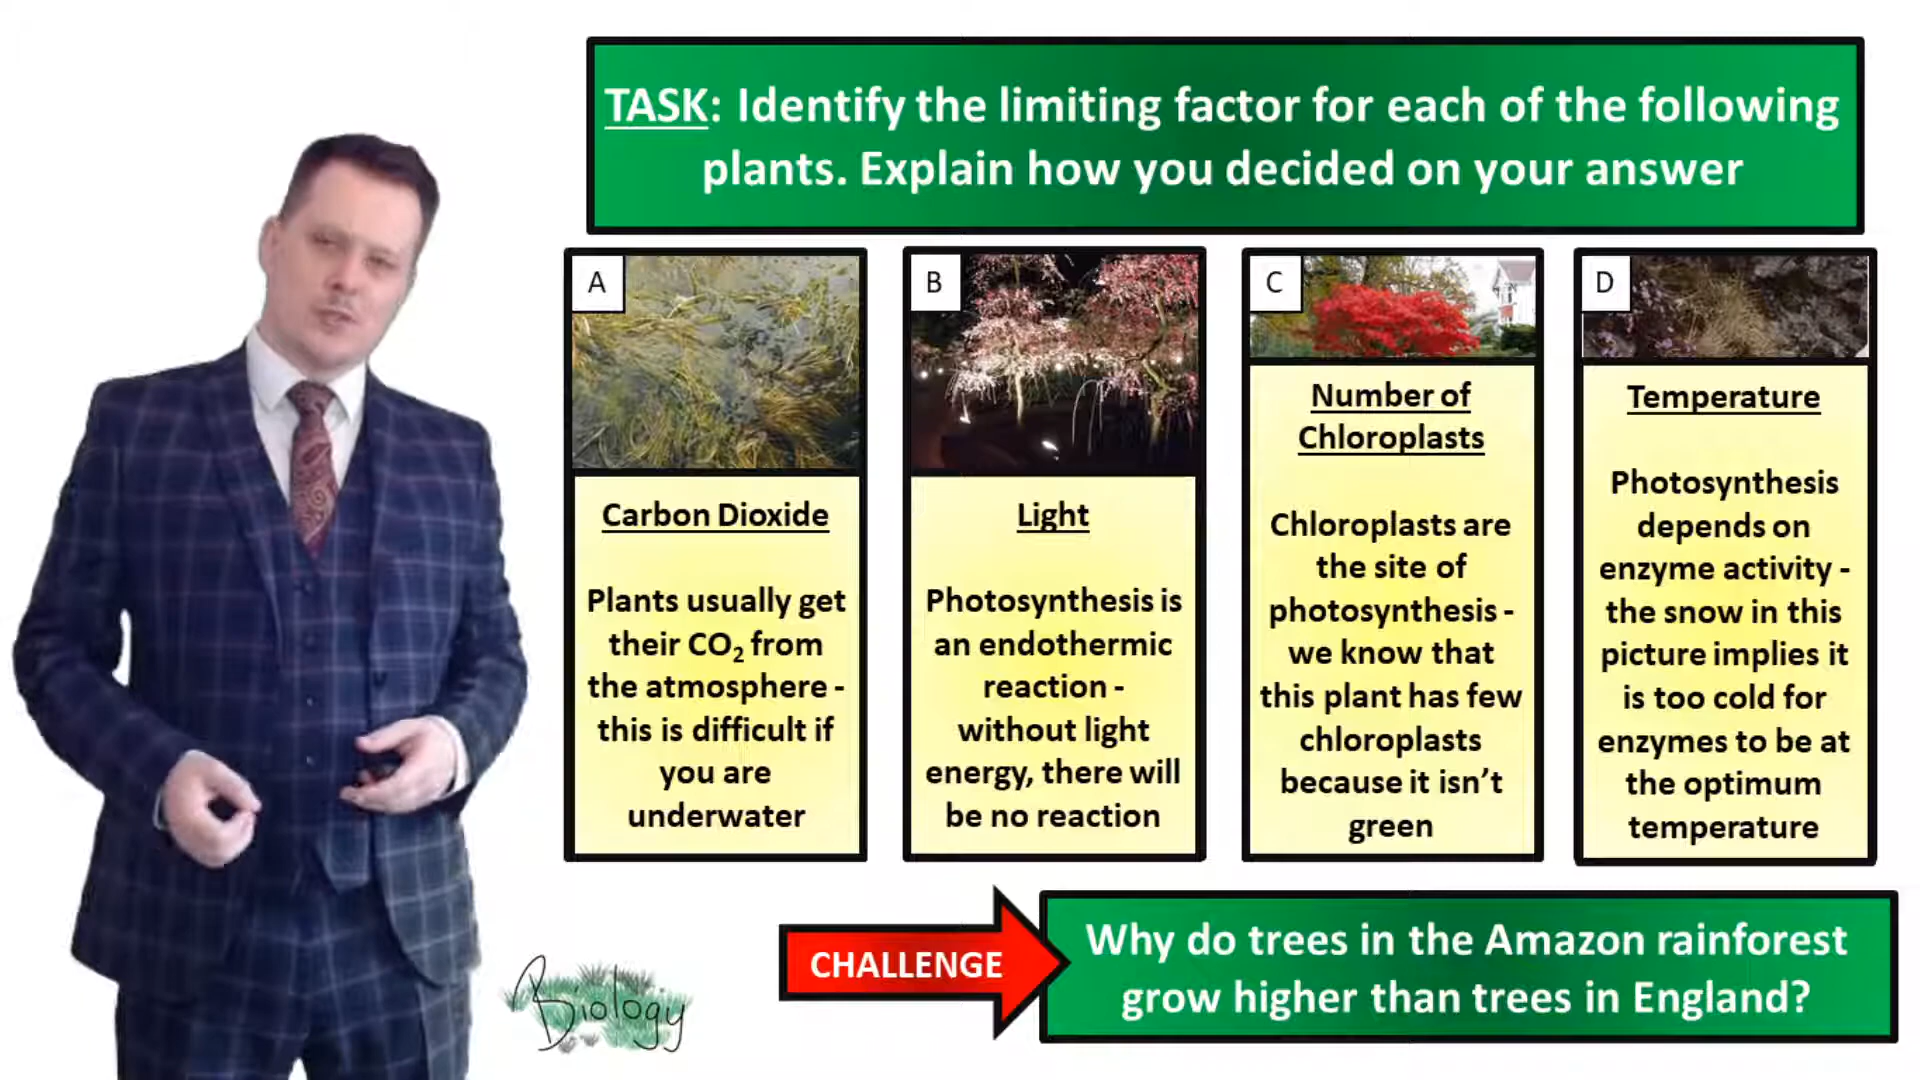 TASK: Identify the limiting factor for each of the following
plants. Explain how you decided on your answer
A
Carbon Dioxide
Plants usually get
their CO₂ from
the atmosphere -
this is difficult if
you are
underwater
B
Light
Photosynthesis is
an endothermic
reaction -
without light
energy, there will
be no reaction
C
Number of
Chloroplasts
Chloroplasts are
the site of
photosynthesis -
we know that
this plant has few
chloroplasts
because it isn't
green
D
Temperature
Photosynthesis
depends on
enzyme activity -
the snow in this
picture implies it
is too cold for
enzymes to be at
the optimum
temperature
CHALLENGE
Why do trees in the Amazon rainforest
grow higher than trees in England?
Biology